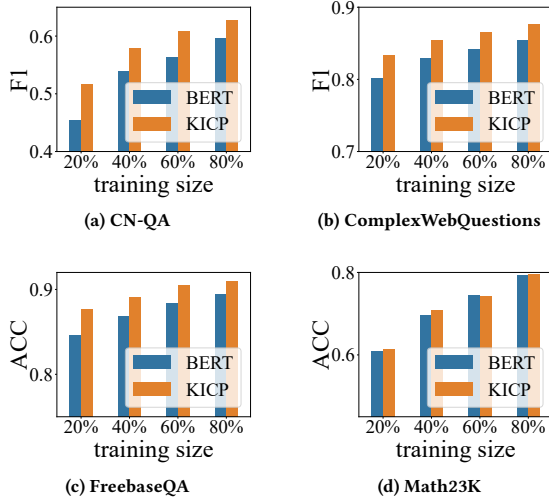 0.6
0.5
0.4
F1
BERT
KICP
20% 40% 60% 80%
training size
(a) CN-QA
0.9
0.8
0.7
F1
BERT
KICP
20% 40% 60% 80%
training size
(b) ComplexWebQuestions
0.9
0.8
ACC
BERT
KICP
20% 40% 60% 80%
training size
(c) FreebaseQA
0.8
0.6
ACC
BERT
KICP
20% 40% 60% 80%
training size
(d) Math23K